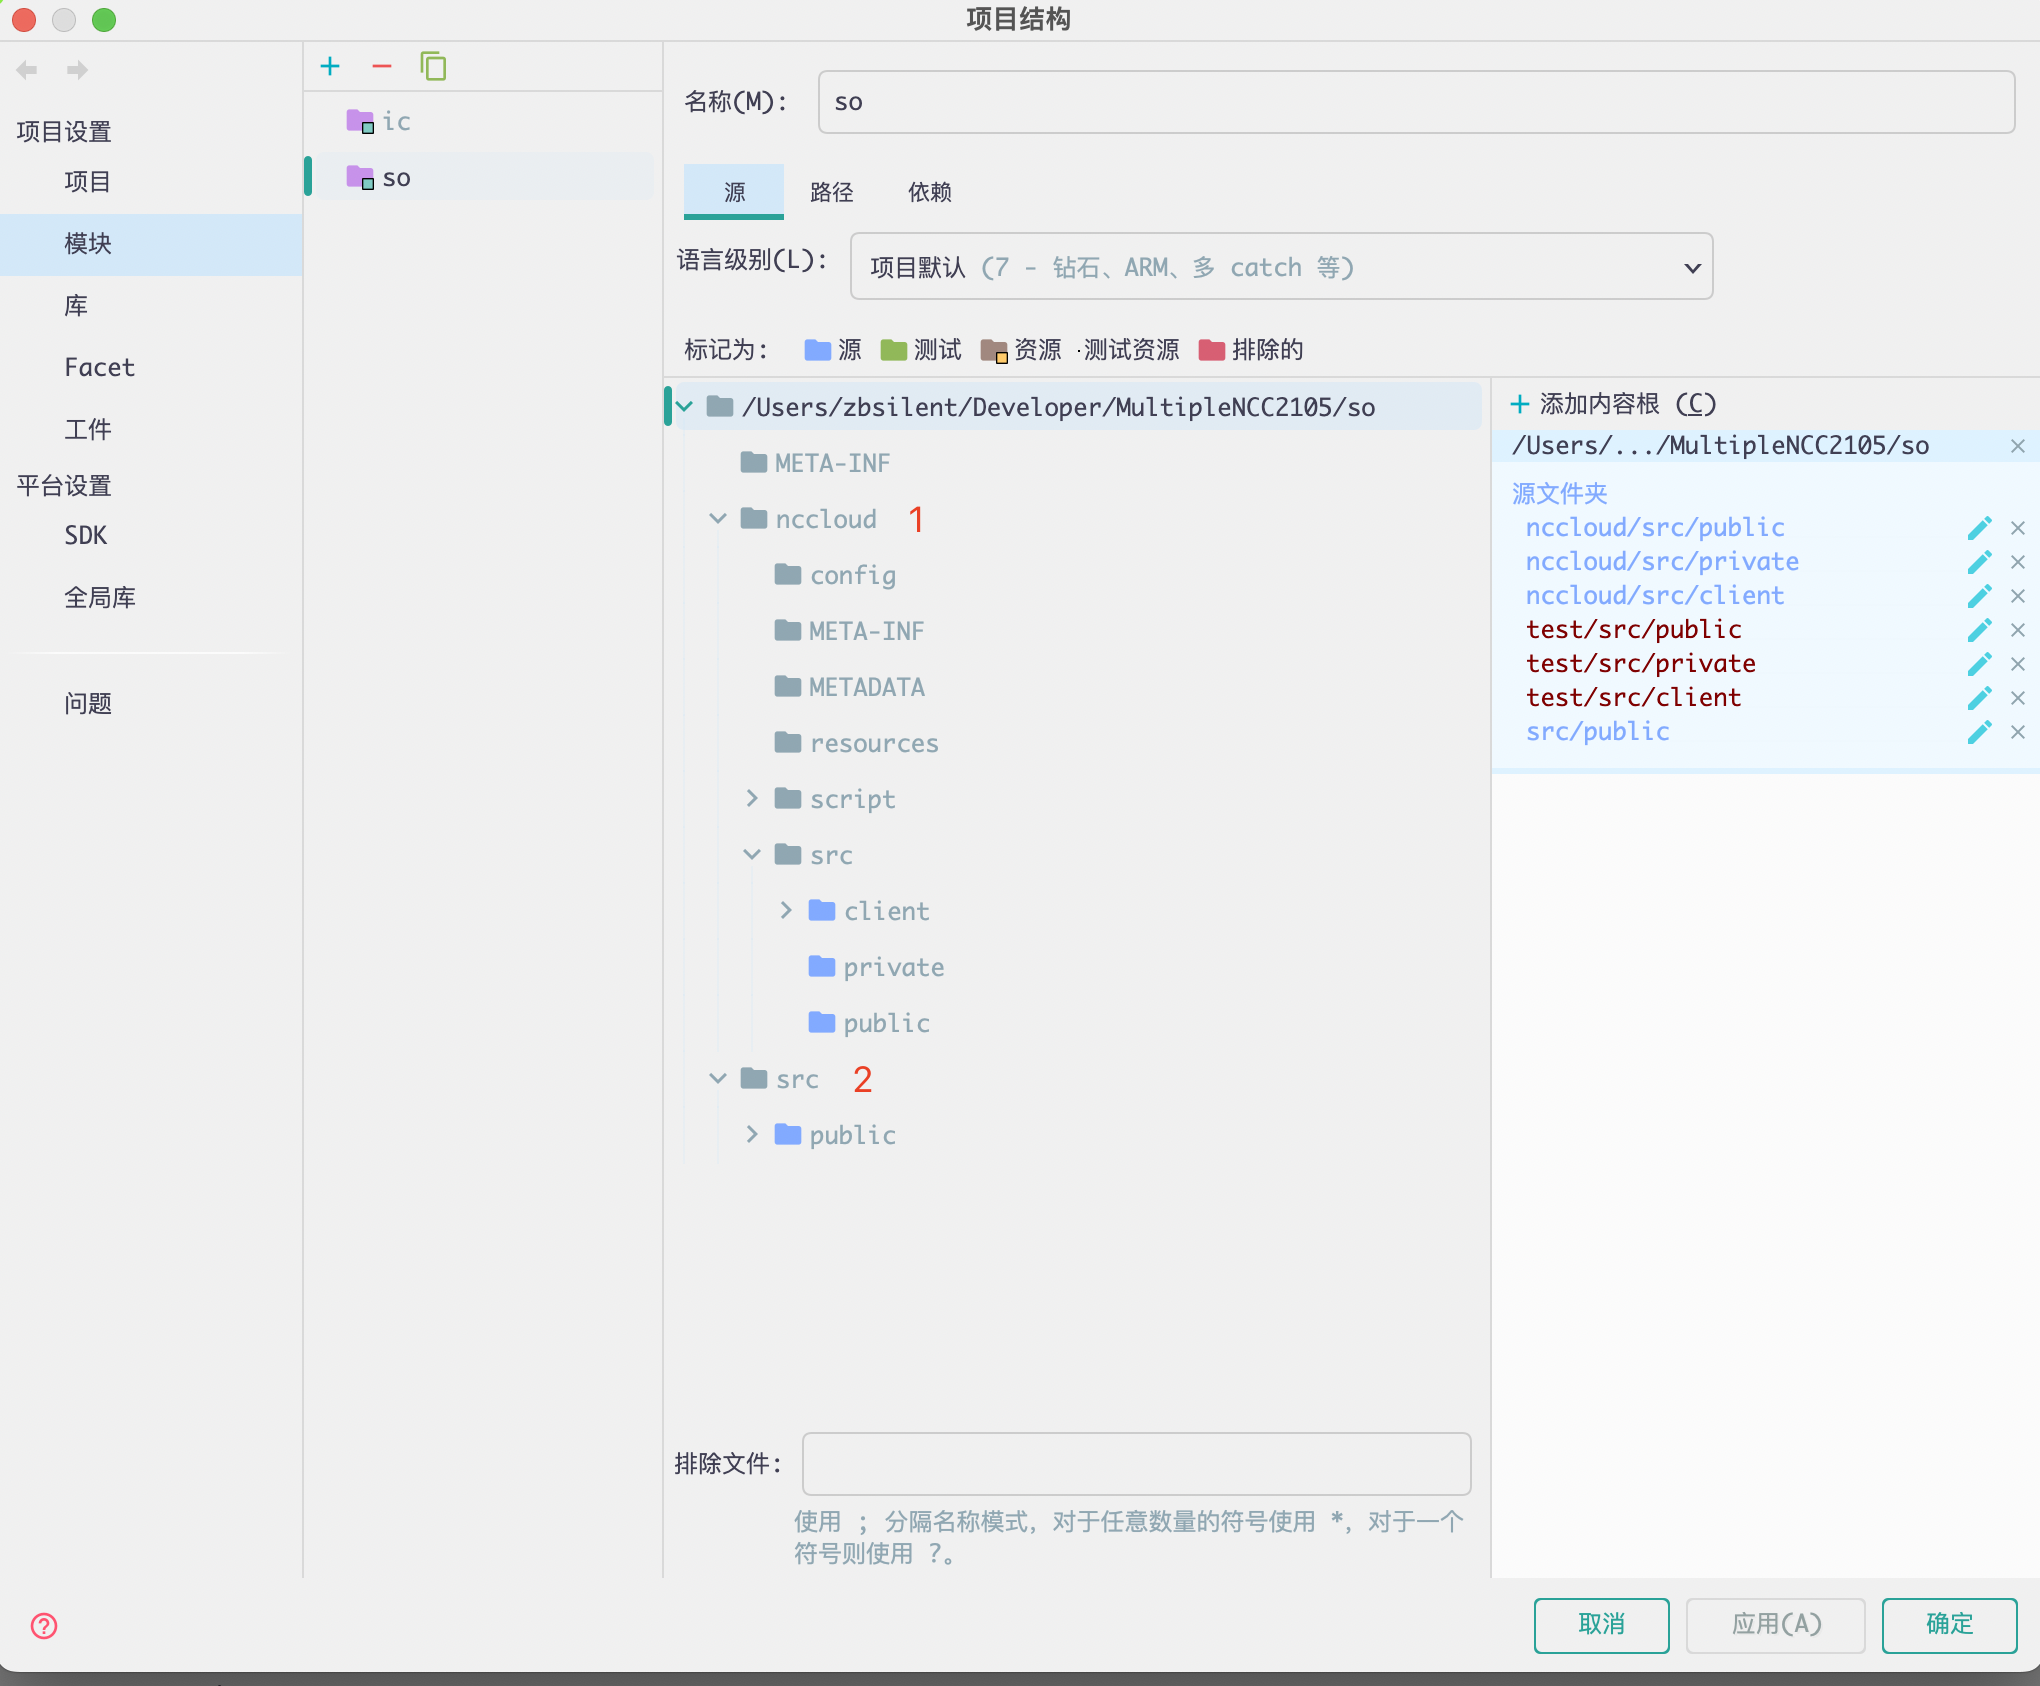 项目结构
项目设置
项目
模块
库
Facet
工件
平台设置
SDK
全局库
问题
ic
so
名称(M): so
源 路径 依赖
语言级别(L): 项目默认 (7 - 钻石、ARM、多 catch 等)
标记为: 源 测试 资源 ·测试资源 排除的
/Users/zbsilent/Developer/MultipleNCC2105/so
META-INF
nccloud 1
config
META-INF
METADATA
resources
script
src
client
private
public
src 2
public
+ 添加内容根 (C)
/Users/.../MultipleNCC2105/so
源文件夹
nccloud/src/public
nccloud/src/private
nccloud/src/client
test/src/public
test/src/private
test/src/client
src/public
排除文件:
使用 ; 分隔名称模式, 对于任意数量的符号使用 *, 对于一个
符号则使用 ?。
取消 应用(A) 确定